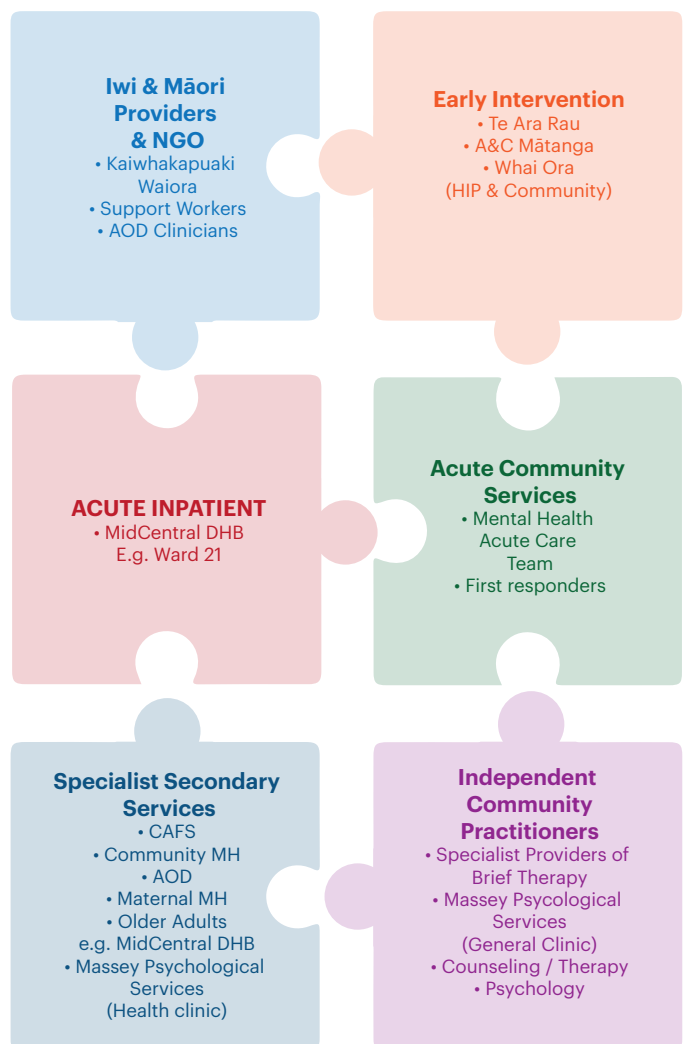 Iwi & Māori
Providers
& NGO
• Kaiwhakapuaki
Waiora
• Support Workers
• AOD Clinicians
Early Intervention
• Te Ara Rau
• A&C Mātanga
• Whai Ora
(HIP & Community)
ACUTE INPATIENT
• MidCentral DHB
E.g. Ward 21
Acute Community
Services
• Mental Health
Acute Care
Team
• First responders
Specialist Secondary
Services
• CAFS
• Community MH
• AOD
• Maternal MH
• Older Adults
e.g. MidCentral DHB
• Massey Psychological
Services
(Health clinic)
Independent
Community
Practitioners
• Specialist Providers of
Brief Therapy
• Massey Psycological
Services
(General Clinic)
• Counseling / Therapy
• Psychology